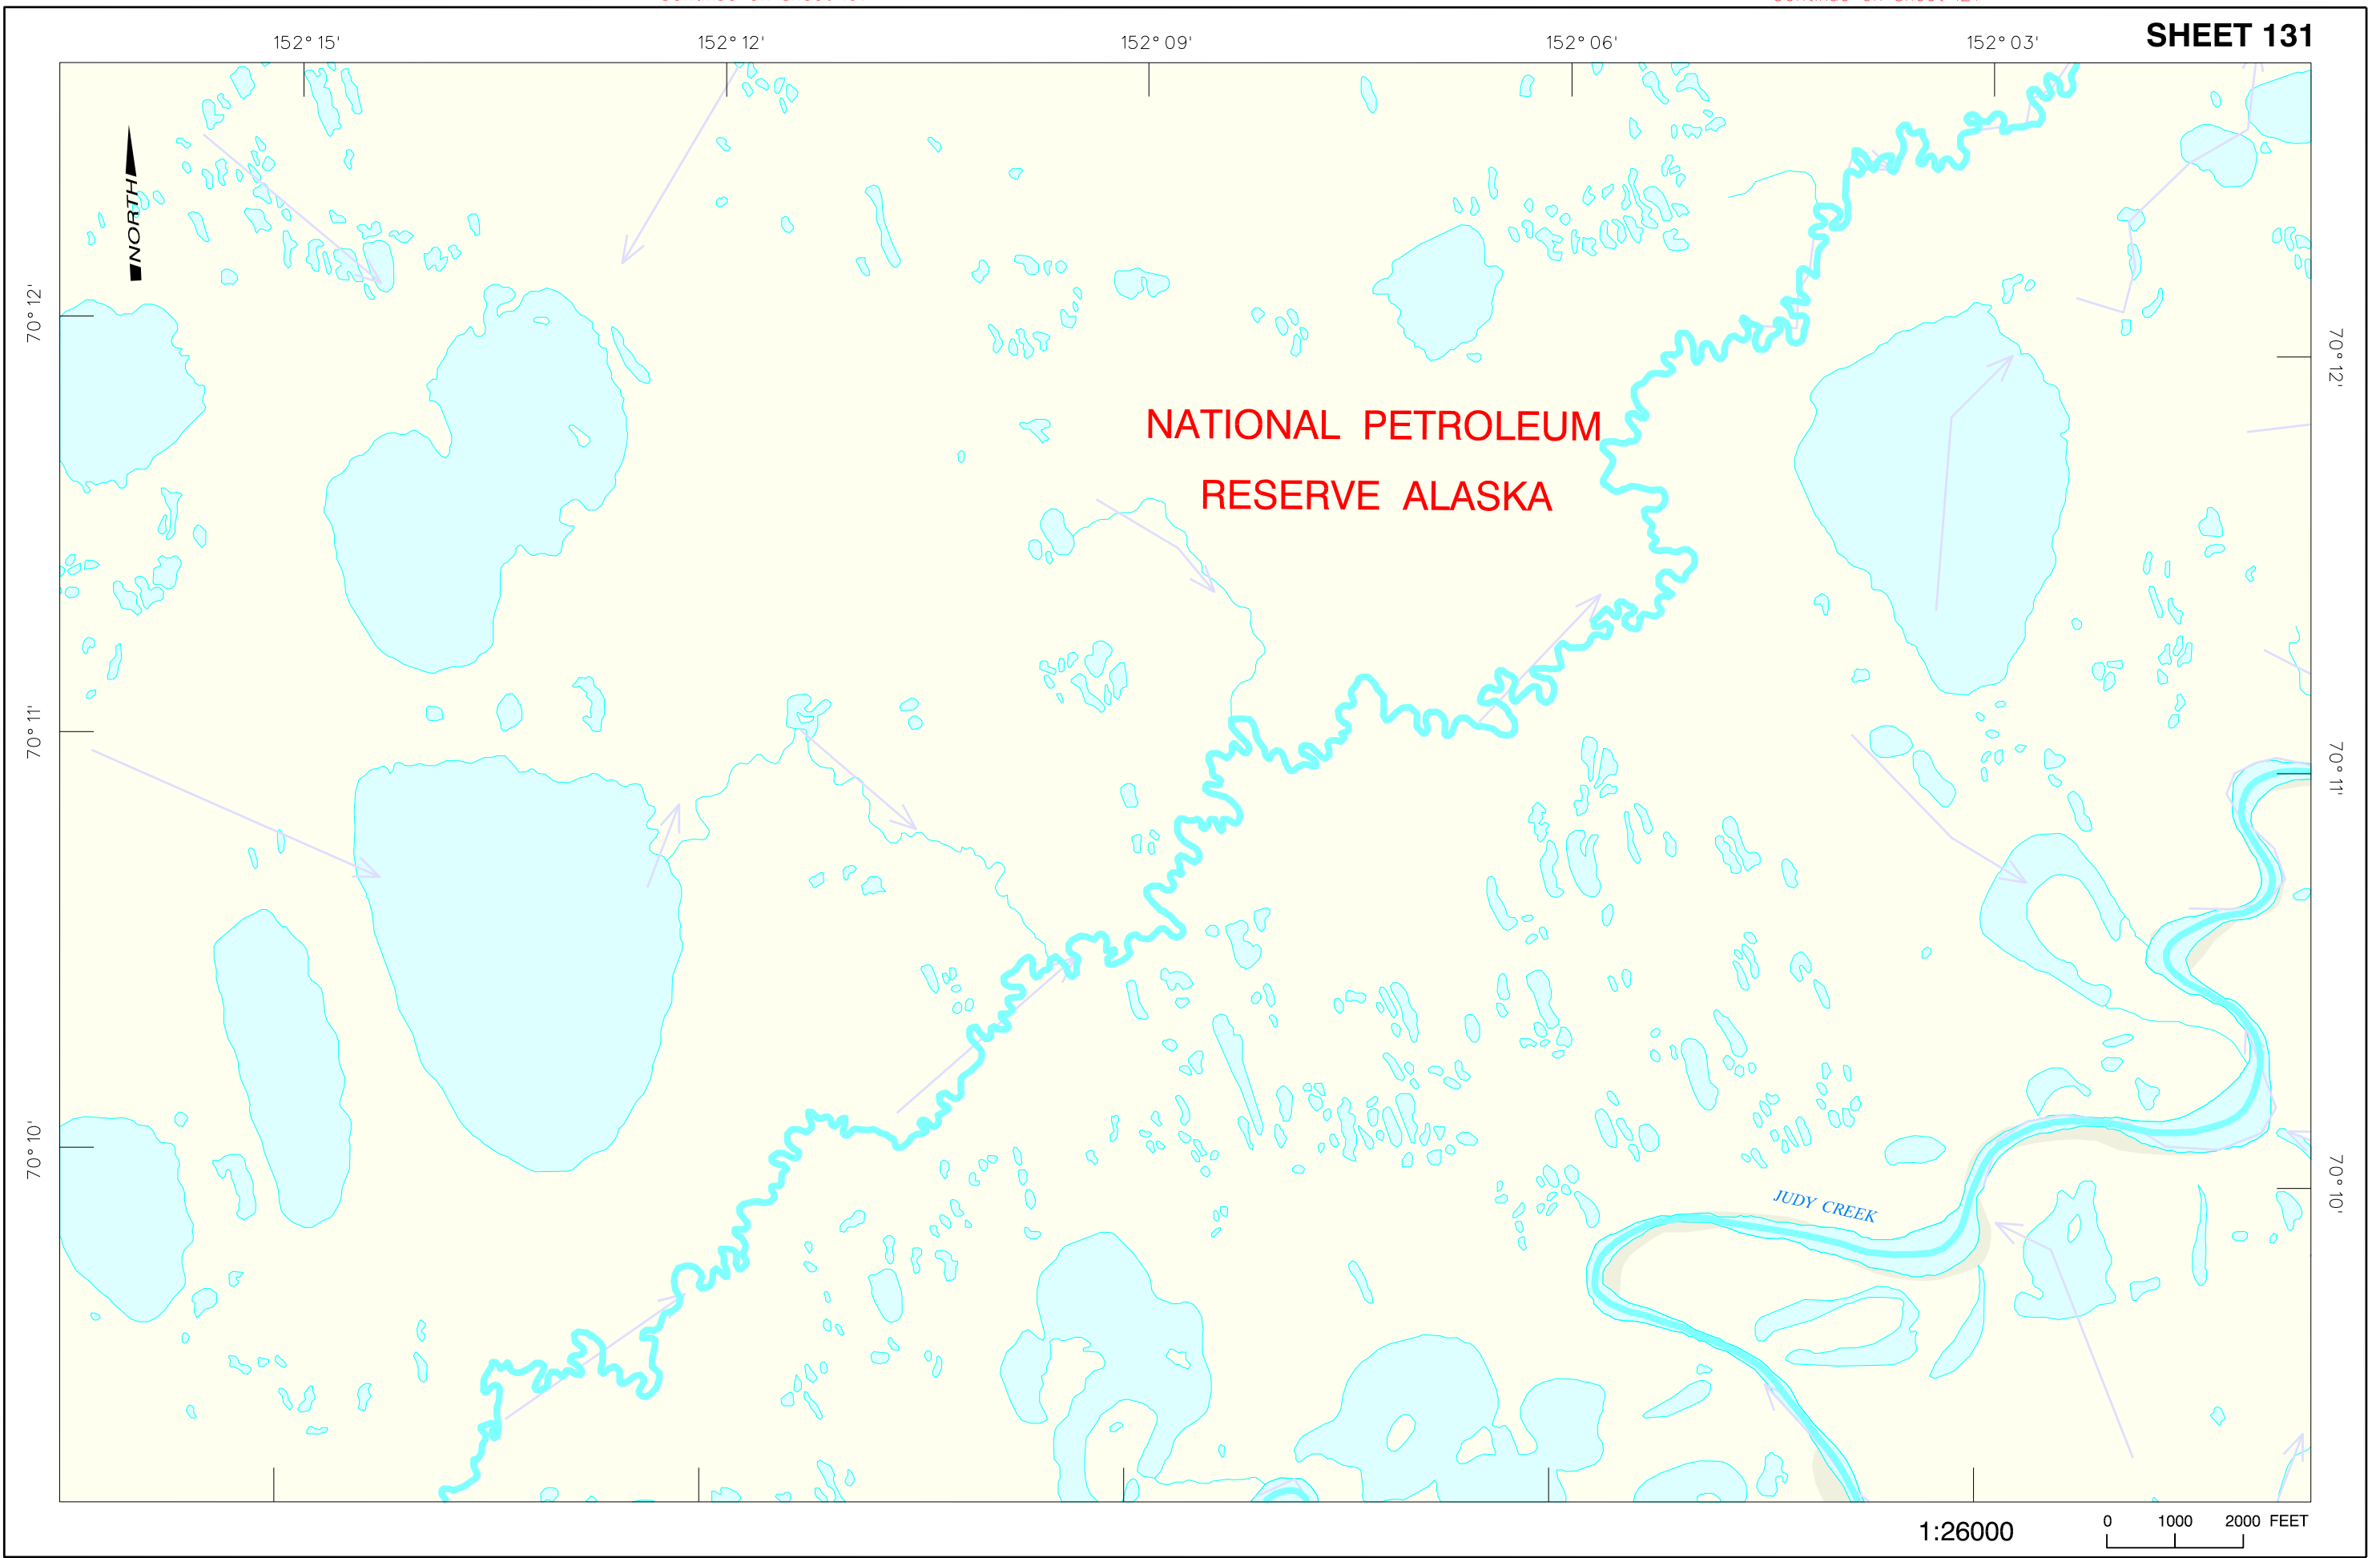 152° 15'
152° 12'
152° 09'
152° 06'
152° 03'
SHEET 131
NORTH
70° 12'
70° 12'
NATIONAL PETROLEUM
RESERVE ALASKA
70° 11'
70° 11'
70° 10'
70° 10'
JUDY CREEK
1:26000
0 1000 2000 FEET